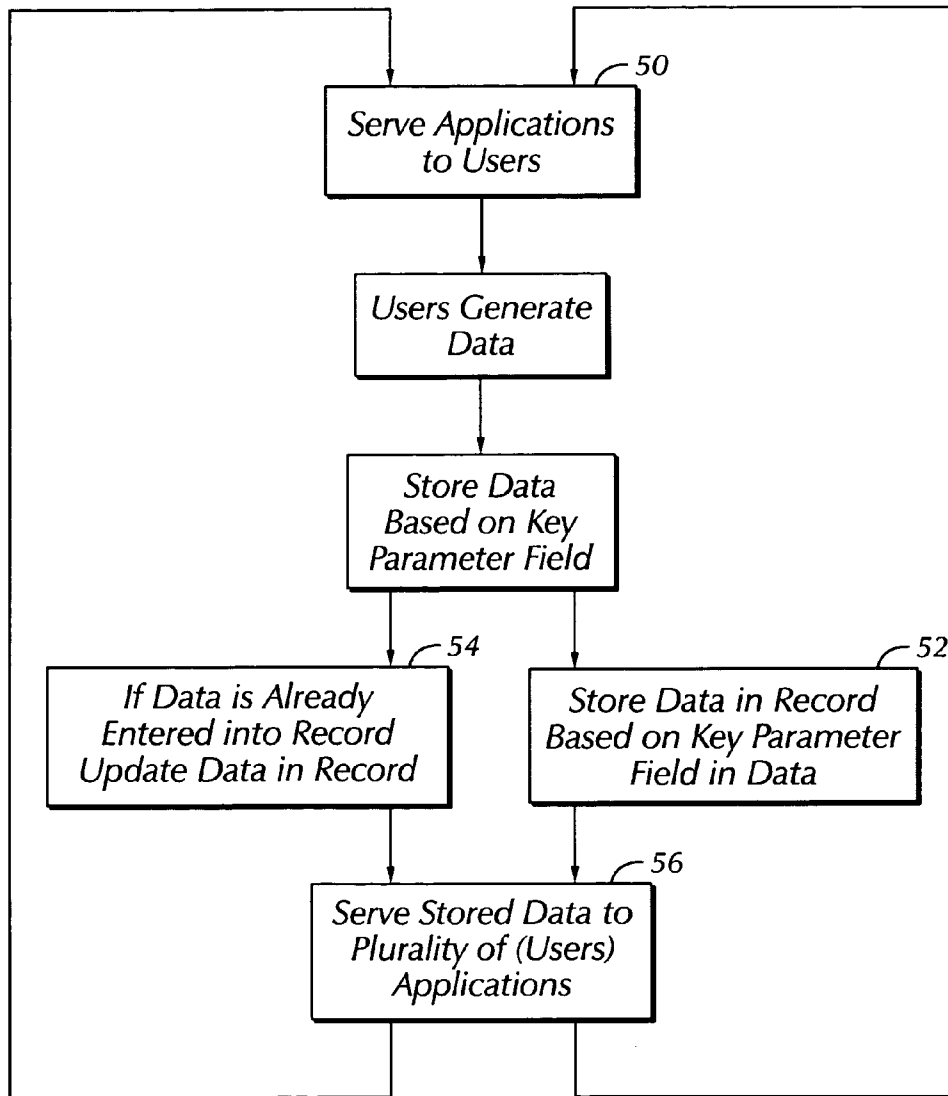 50
Serve Applications
to Users
Users Generate
Data
Store Data
Based on Key
Parameter Field
54
If Data is Already
Entered into Record
Update Data in Record
52
Store Data in Record
Based on Key Parameter
Field in Data
56
Serve Stored Data to
Plurality of (Users)
Applications